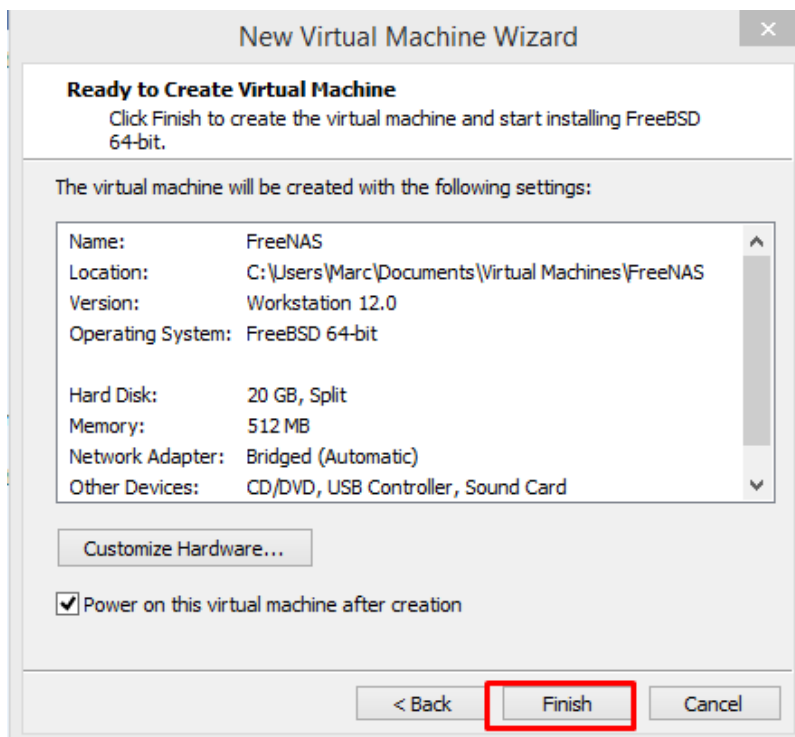 New Virtual Machine Wizard
Ready to Create Virtual Machine
Click Finish to create the virtual machine and start installing FreeBSD
64-bit.
The virtual machine will be created with the following settings:
Name: FreeNAS
Location: C:\Users\Marc\Documents\Virtual Machines\FreeNAS
Version: Workstation 12.0
Operating System: FreeBSD 64-bit
Hard Disk: 20 GB, Split
Memory: 512 MB
Network Adapter: Bridged (Automatic)
Other Devices: CD/DVD, USB Controller, Sound Card
Customize Hardware...
Power on this virtual machine after creation
< Back Finish Cancel